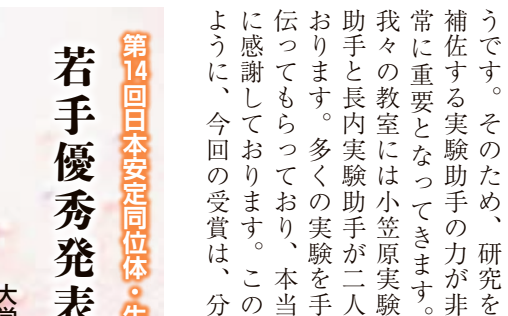 うです。そのため、研究を
補佐する実験助手の力が非
常に重要となってきます。
我々の教室には小笠原実験
助手と長内実験助手が二人
おります。多くの実験を手
伝ってもらっており、本当
に感謝しております。この
ように、今回の受賞は、分
第14回日本安定同位体・生
若手優秀発表
大学